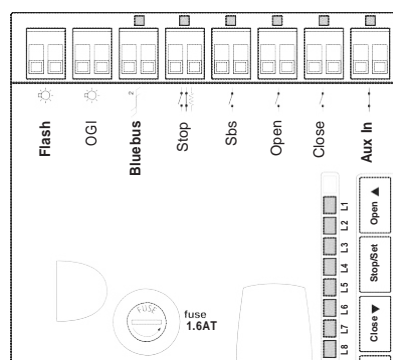 Flash
OGI
Bluebus
Stop
Sbs
Open
Close
Aux In
L1
L2
L3
L4
L5
L6
L7
L8
Open ▲
Stop/Set
Close ▼
FUSE
fuse
1.6AT